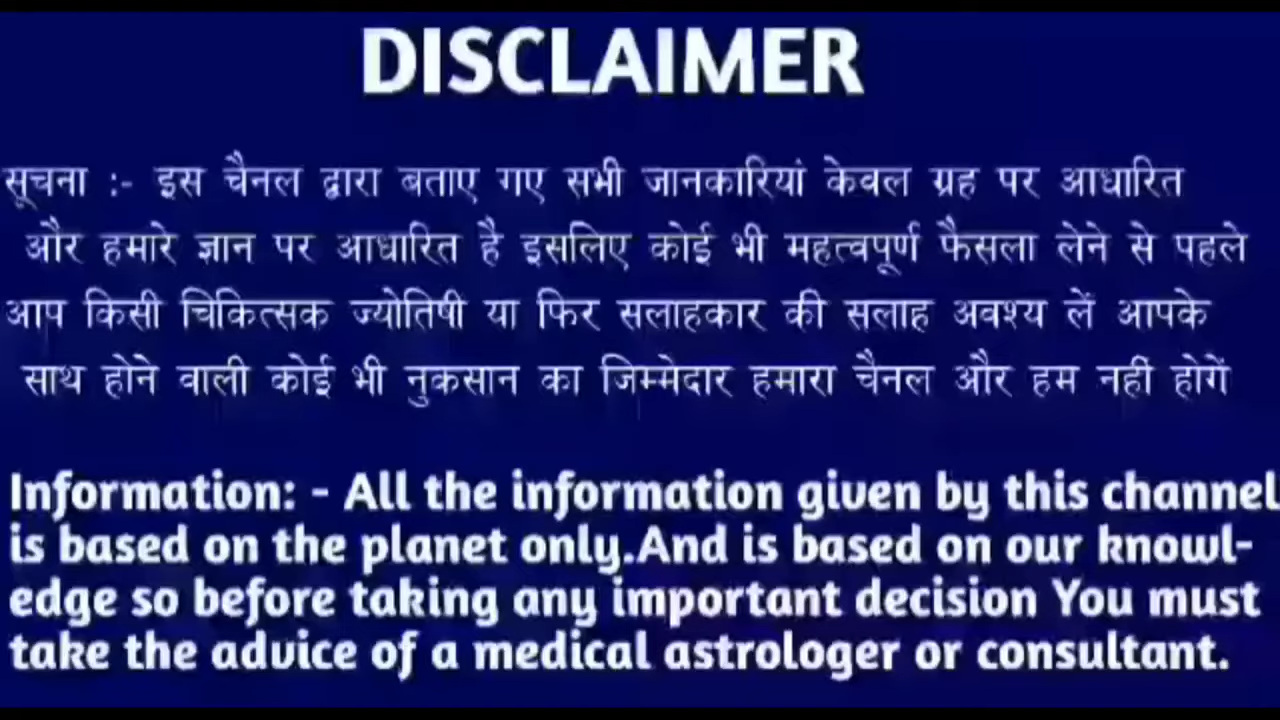 DISCLAIMER
सूचना :- इस चैनल द्वारा बताए गए सभी जानकारियां केवल ग्रह पर आधारित
और हमारे ज्ञान पर आधारित है इसलिए कोई भी महत्वपूर्ण फैसला लेने से पहले
आप किसी चिकित्सक ज्योतिषी या फिर सलाहकार की सलाह अवश्य लें आपके
साथ होने वाली कोई भी नुकसान का जिम्मेदार हमारा चैनल और हम नहीं होगें
Information: - All the information given by this channel
is based on the planet only.And is based on our knowl-
edge so before taking any important decision You must
take the advice of a medical astrologer or consultant.